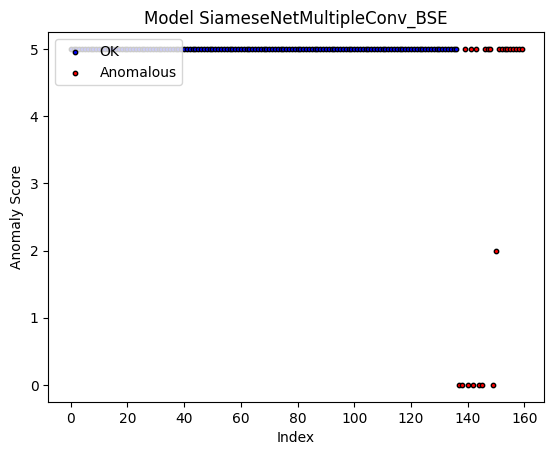 Model SiameseNetMultipleConv_BSE
5
OK
Anomalous
4
3
2
1
0
Anomaly Score
0 20 40 60 80 100 120 140 160
Index